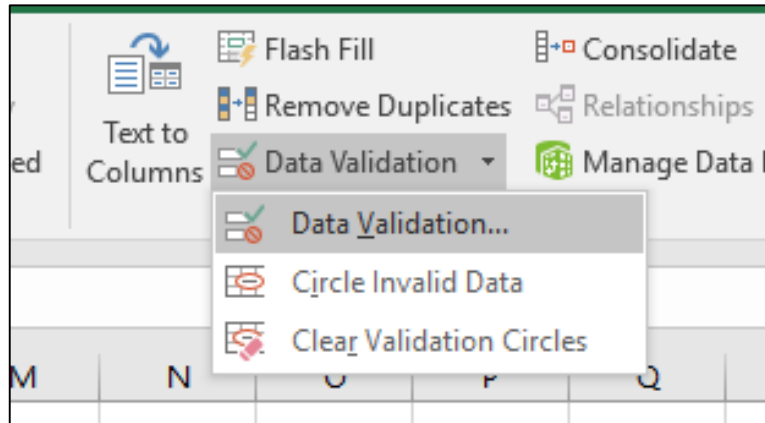 Flash Fill
Consolidate
Remove Duplicates
Relationships
Text to
Columns
ed
Data Validation
Manage Data
Data Validation...
Circle Invalid Data
Clear Validation Circles
M N O P Q